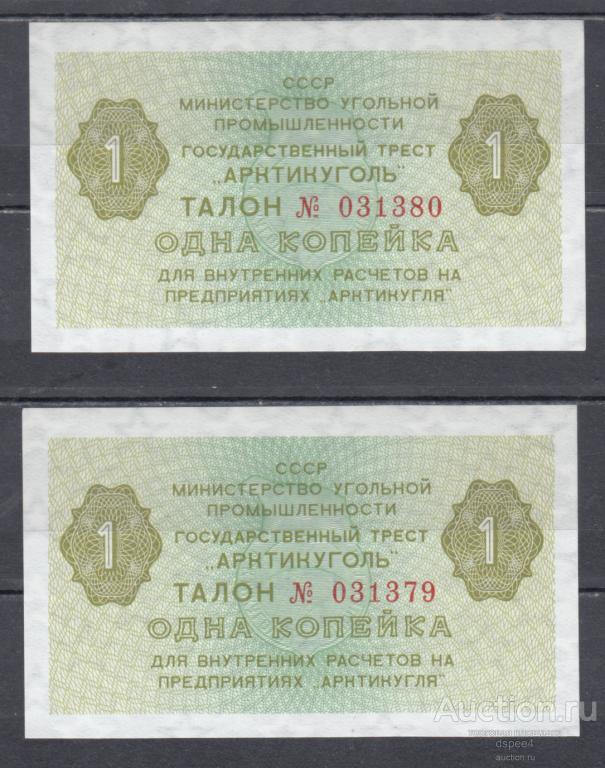 СССР
МИНИСТЕРСТВО УГОЛЬНОЙ
ПРОМЫШЛЕННОСТИ
ГОСУДАРСТВЕННЫЙ ТРЕСТ
„АРКТИКУГОЛЬ"
1 1
ТАЛОН № 031380
ОДНА КОПЕЙКА
ДЛЯ ВНУТРЕННИХ РАСЧЕТОВ НА
ПРЕДПРИЯТИЯХ „АРКТИКУГЛЯ"
СССР
МИНИСТЕРСТВО УГОЛЬНОЙ
ПРОМЫШЛЕННОСТИ
ГОСУДАРСТВЕННЫЙ ТРЕСТ
„АРКТИКУГОЛЬ"
1 1
ТАЛОН № 031379
ОДНА КОПЕЙКА
ДЛЯ ВНУТРЕННИХ РАСЧЕТОВ НА
ПРЕДПРИЯТИЯХ „АРКТИКУГЛЯ"
Auction.ru
dspee4
auction.ru